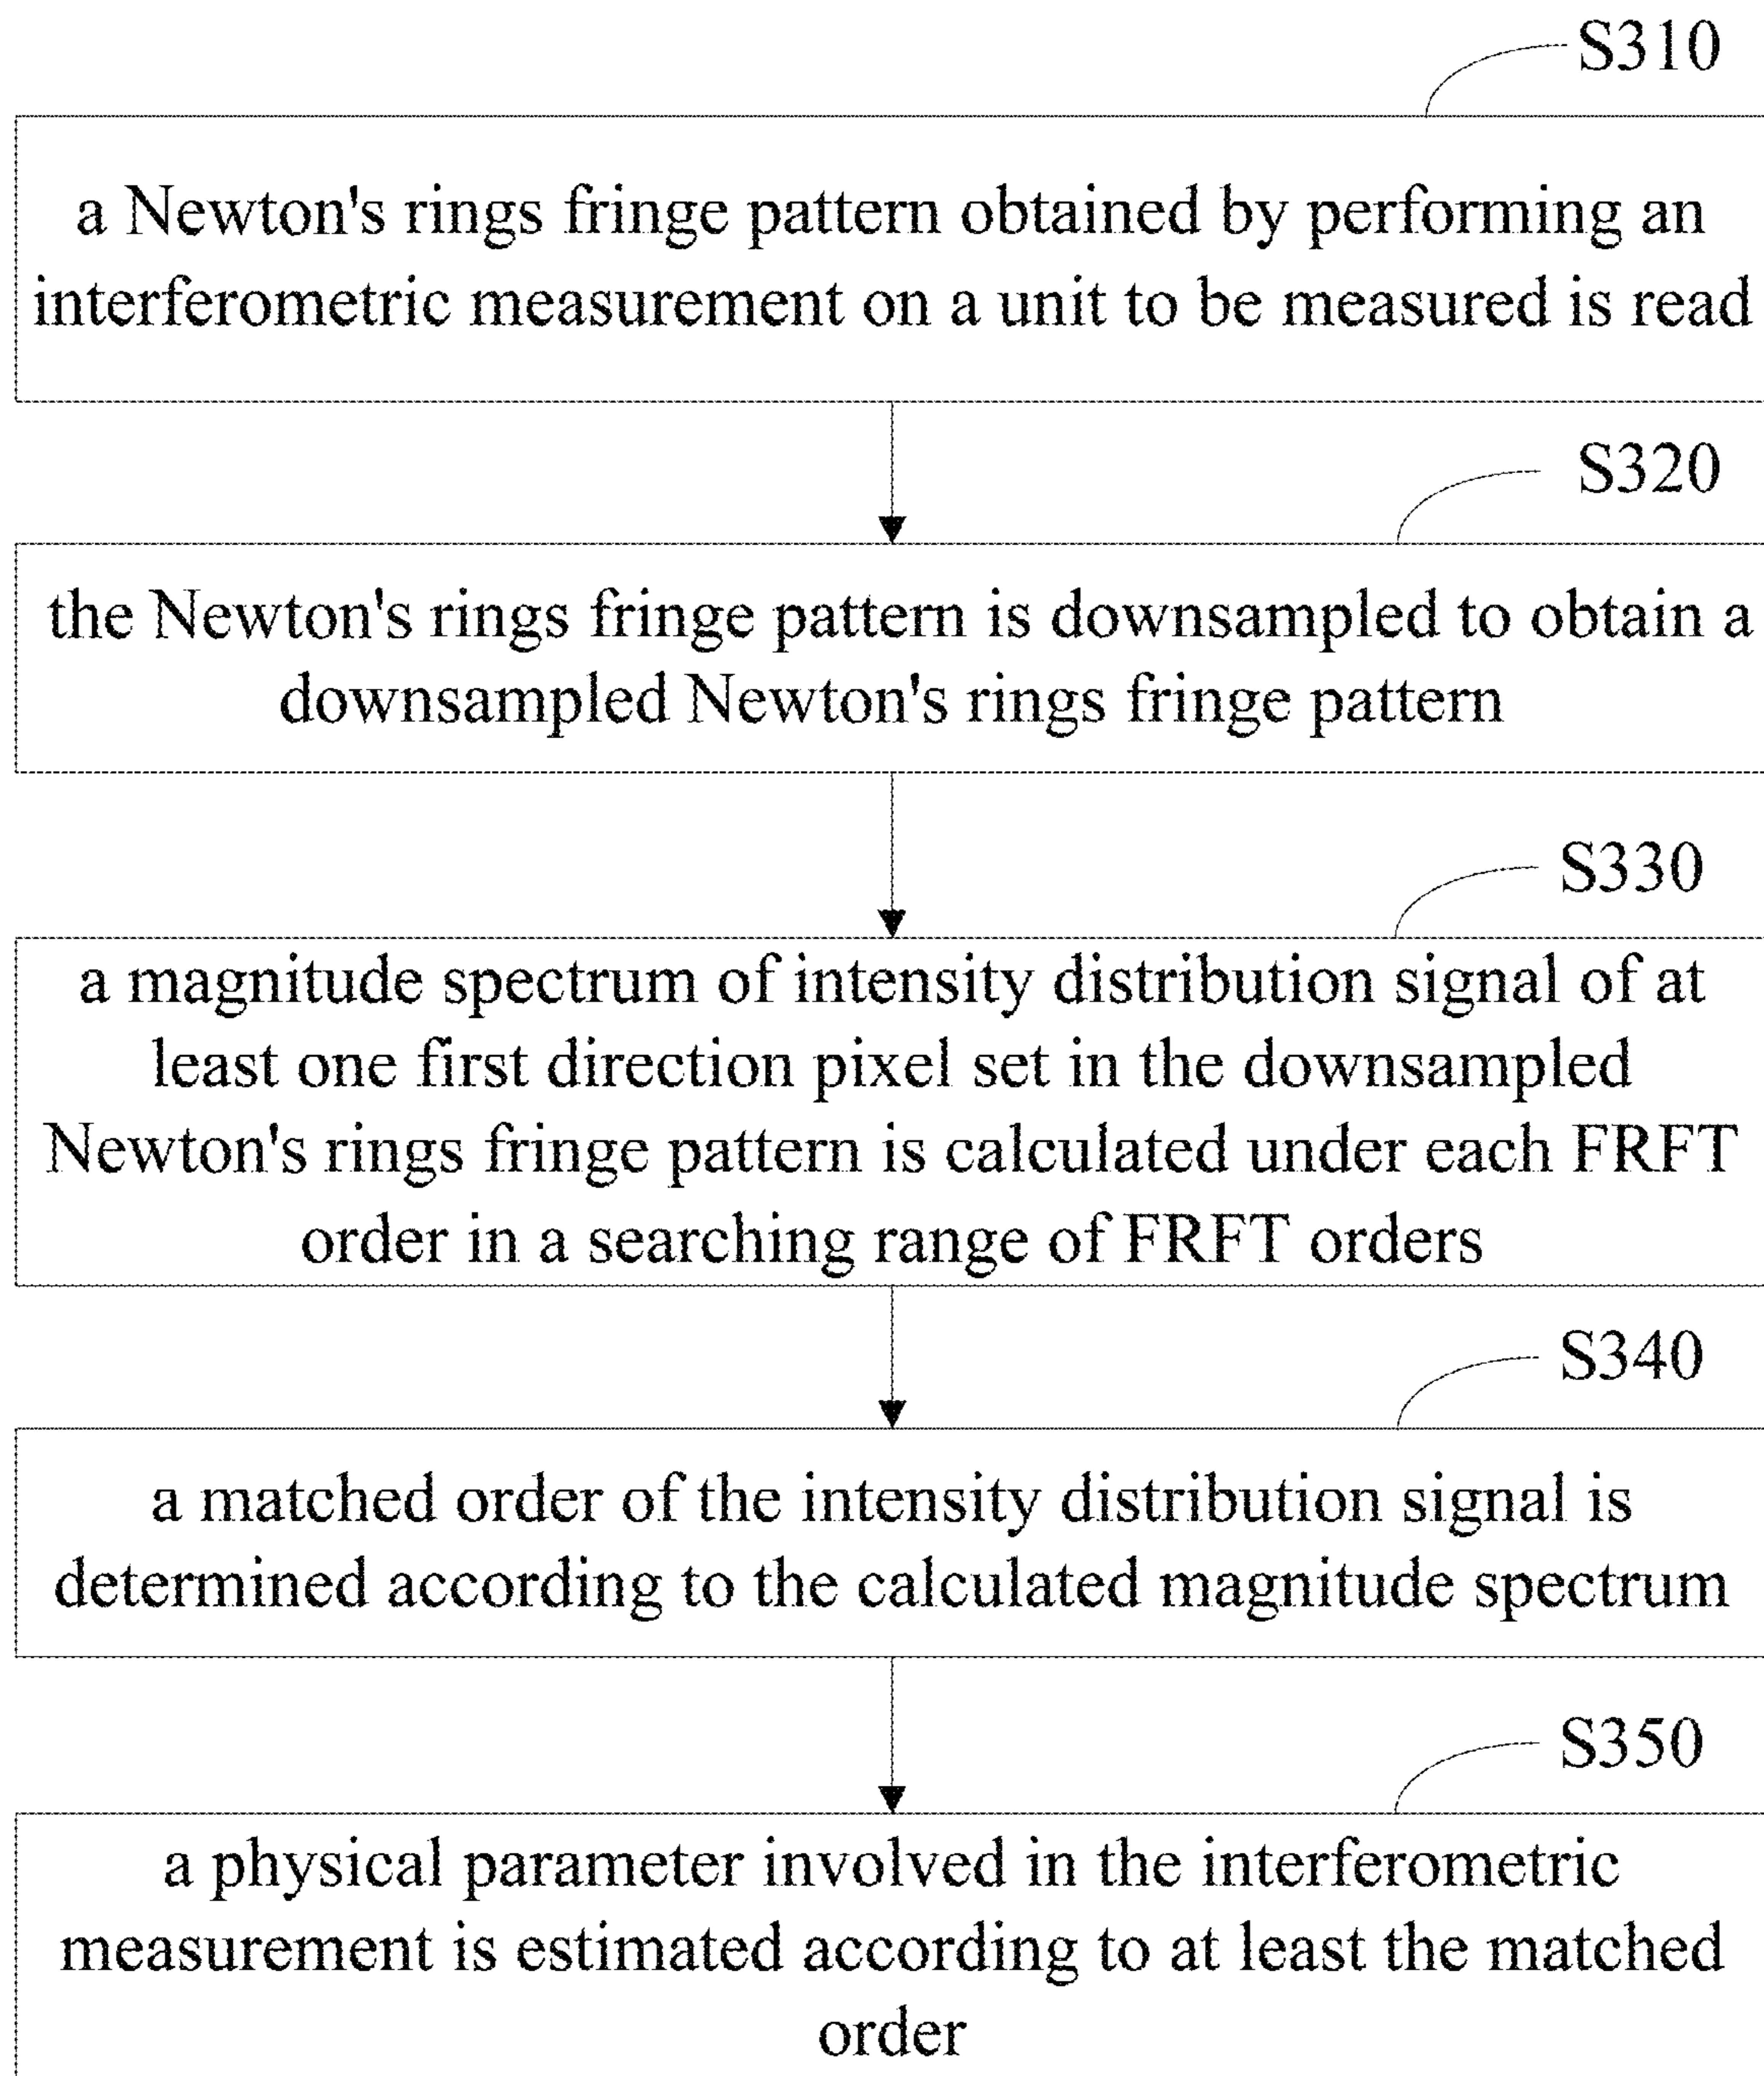 S310
a Newton's rings fringe pattern obtained by performing an
interferometric measurement on a unit to be measured is read
S320
the Newton's rings fringe pattern is downsampled to obtain a
downsampled Newton's rings fringe pattern
S330
a magnitude spectrum of intensity distribution signal of at
least one first direction pixel set in the downsampled
Newton's rings fringe pattern is calculated under each FRFT
order in a searching range of FRFT orders
S340
a matched order of the intensity distribution signal is
determined according to the calculated magnitude spectrum
S350
a physical parameter involved in the interferometric
measurement is estimated according to at least the matched
order